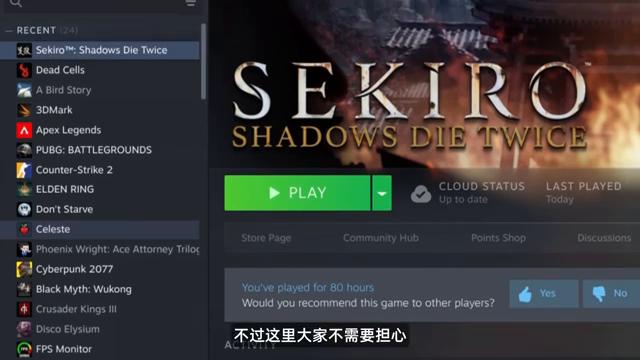 RECENT (24)
Sekiro™: Shadows Die Twice
Dead Cells
A Bird Story
3DMark
Apex Legends
PUBG: BATTLEGROUNDS
Counter-Strike 2
ELDEN RING
Don't Starve
Celeste
Phoenix Wright: Ace Attorney Trilog
Cyberpunk 2077
Black Myth: Wukong
Crusader Kings III
Disco Elysium
FPS Monitor
SEKIRO
SHADOWS DIE TWICE
PLAY
CLOUD STATUS
Up to date
LAST PLAYED
Today
Store Page
Community Hub
Points Shop
Discussions
You've played for 80 hours
Would you recommend this game to other players?
Yes
No
ACTIVITY
不过这里大家不需要担心